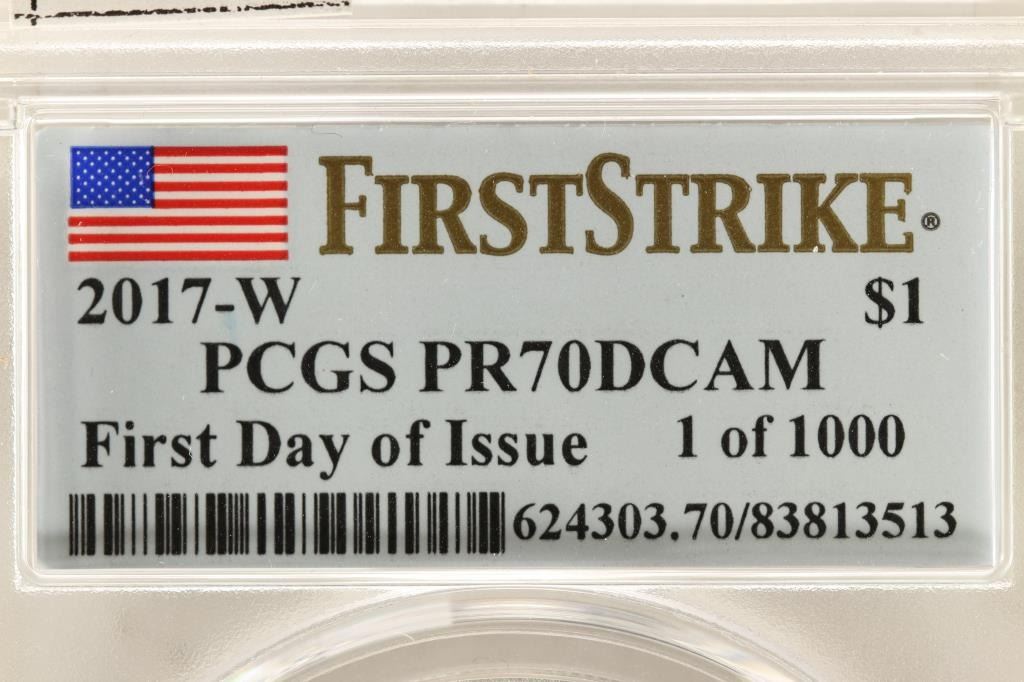 FIRSTSTRIKE®
2017-W $1
PCGS PR70DCAM
First Day of Issue 1 of 1000
624303.70/83813513